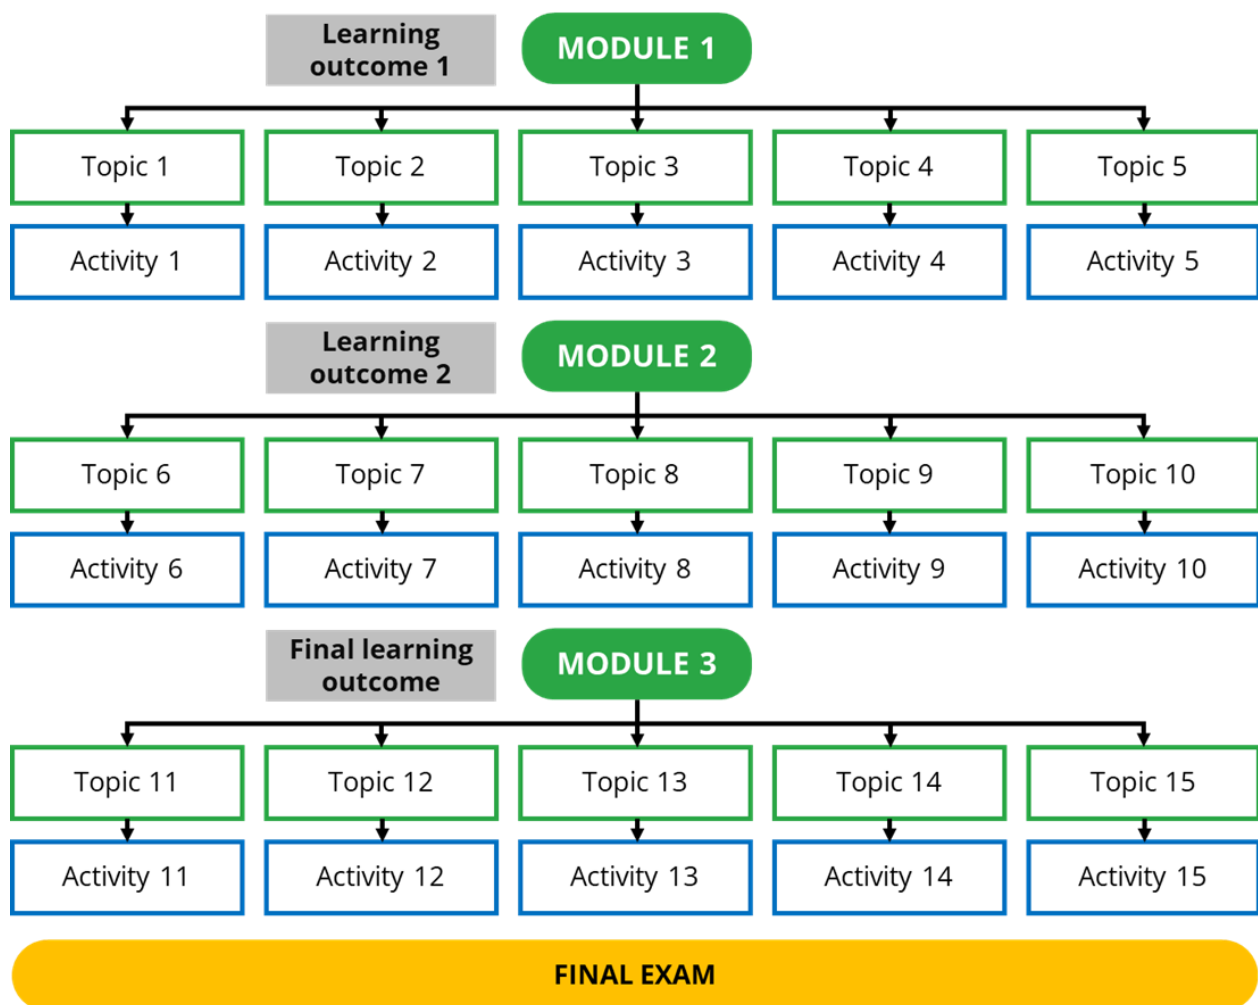 Learning
outcome 1
MODULE 1
Topic 1
Topic 2
Topic 3
Topic 4
Topic 5
Activity 1
Activity 2
Activity 3
Activity 4
Activity 5
Learning
outcome 2
MODULE 2
Topic 6
Topic 7
Topic 8
Topic 9
Topic 10
Activity 6
Activity 7
Activity 8
Activity 9
Activity 10
Final learning
outcome
MODULE 3
Topic 11
Topic 12
Topic 13
Topic 14
Topic 15
Activity 11
Activity 12
Activity 13
Activity 14
Activity 15
FINAL EXAM